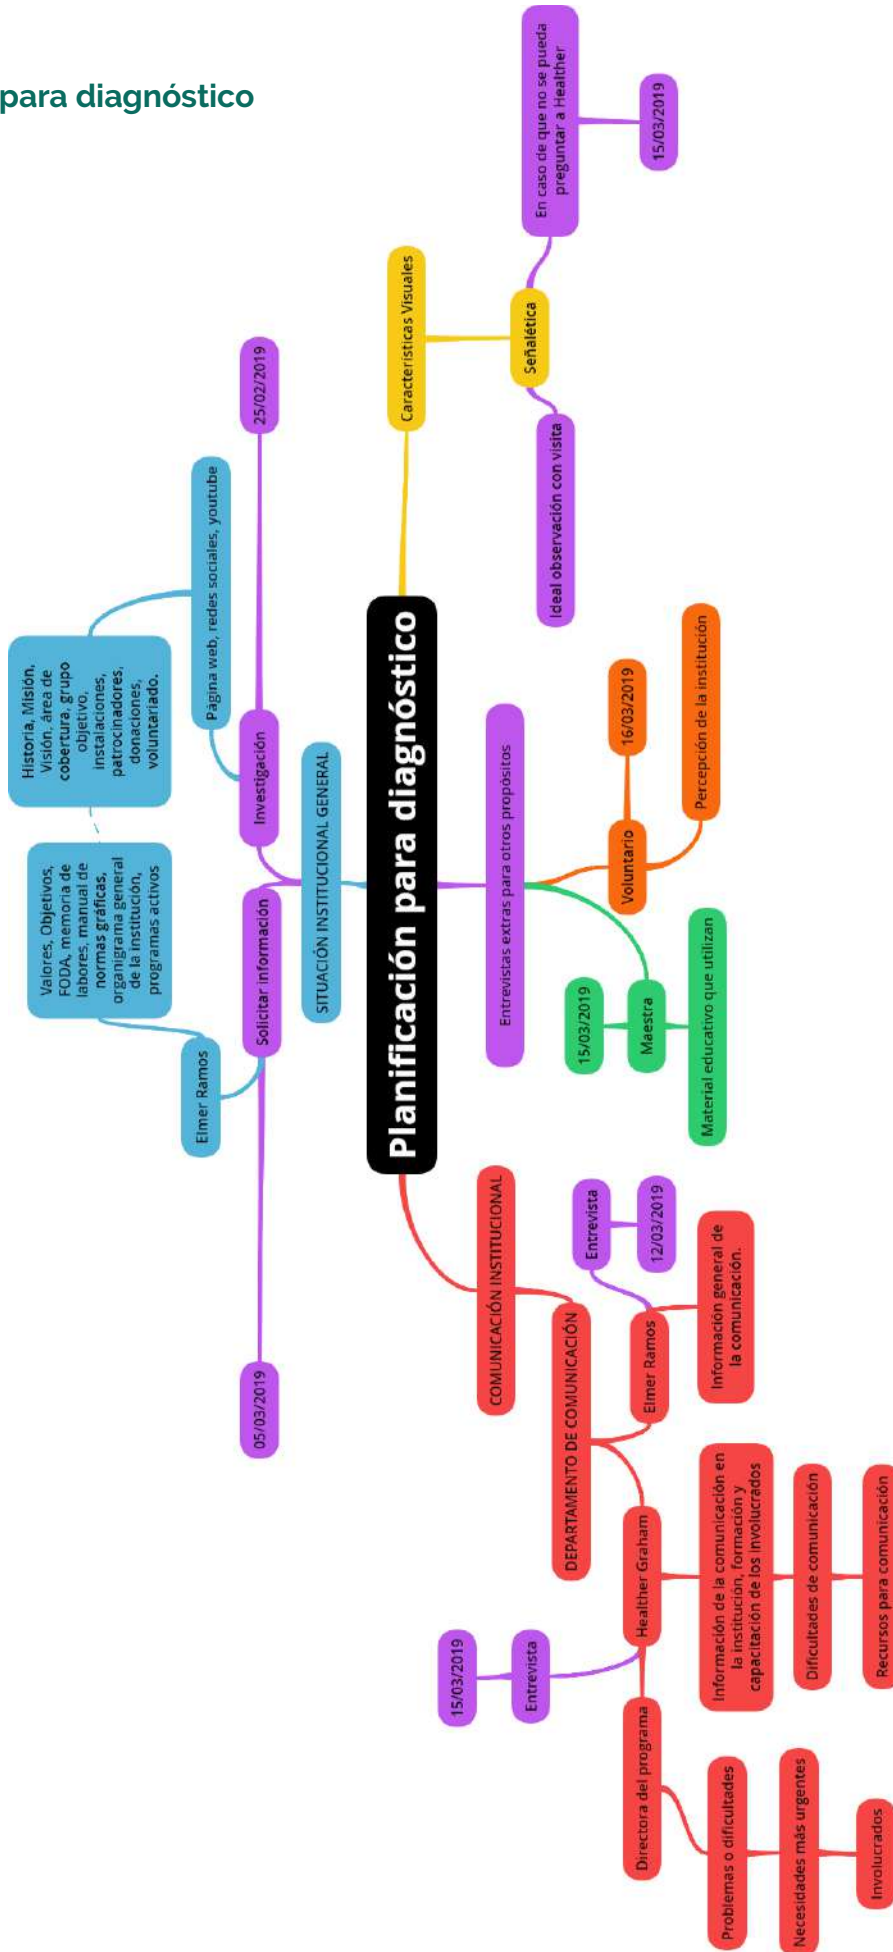 para diagnóstico
Planificación para diagnóstico
SITUACIÓN INSTITUCIONAL GENERAL
Solicitar información
05/03/2019
Elmer Ramos
Valores, Objetivos,
FODA, memoria de
labores, manual de
normas gráficas,
organigrama general
de la institución,
programas activos
Investigación
25/02/2019
Página web, redes sociales, youtube
Historia, Misión,
Visión, área de
cobertura, grupo
objetivo,
instalaciones,
patrocinadores,
donaciones,
voluntariado.
Características Visuales
Señalética
Ideal observación con visita
En caso de que no se pueda
preguntar a Healther
15/03/2019
Entrevistas extras para otros propósitos
Maestra
15/03/2019
Material educativo que utilizan
Voluntario
16/03/2019
Percepción de la institución
COMUNICACIÓN INSTITUCIONAL
DEPARTAMENTO DE COMUNICACIÓN
Elmer Ramos
Entrevista
12/03/2019
Información general de
la comunicación.
Healther Graham
Entrevista
15/03/2019
Información de la comunicación en
la institución, formación y
capacitación de los involucrados
Dificultades de comunicación
Recursos para comunicación
Directora del programa
Problemas o dificultades
Necesidades más urgentes
Involucrados